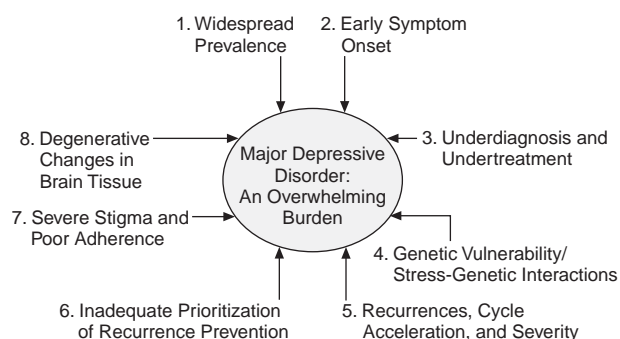 1. Widespread
Prevalence
2. Early Symptom
Onset
3. Underdiagnosis and
Undertreatment
4. Genetic Vulnerability/
Stress-Genetic Interactions
5. Recurrences, Cycle
Acceleration, and Severity
6. Inadequate Prioritization
of Recurrence Prevention
7. Severe Stigma and
Poor Adherence
8. Degenerative
Changes in
Brain Tissue
Major Depressive
Disorder:
An Overwhelming
Burden